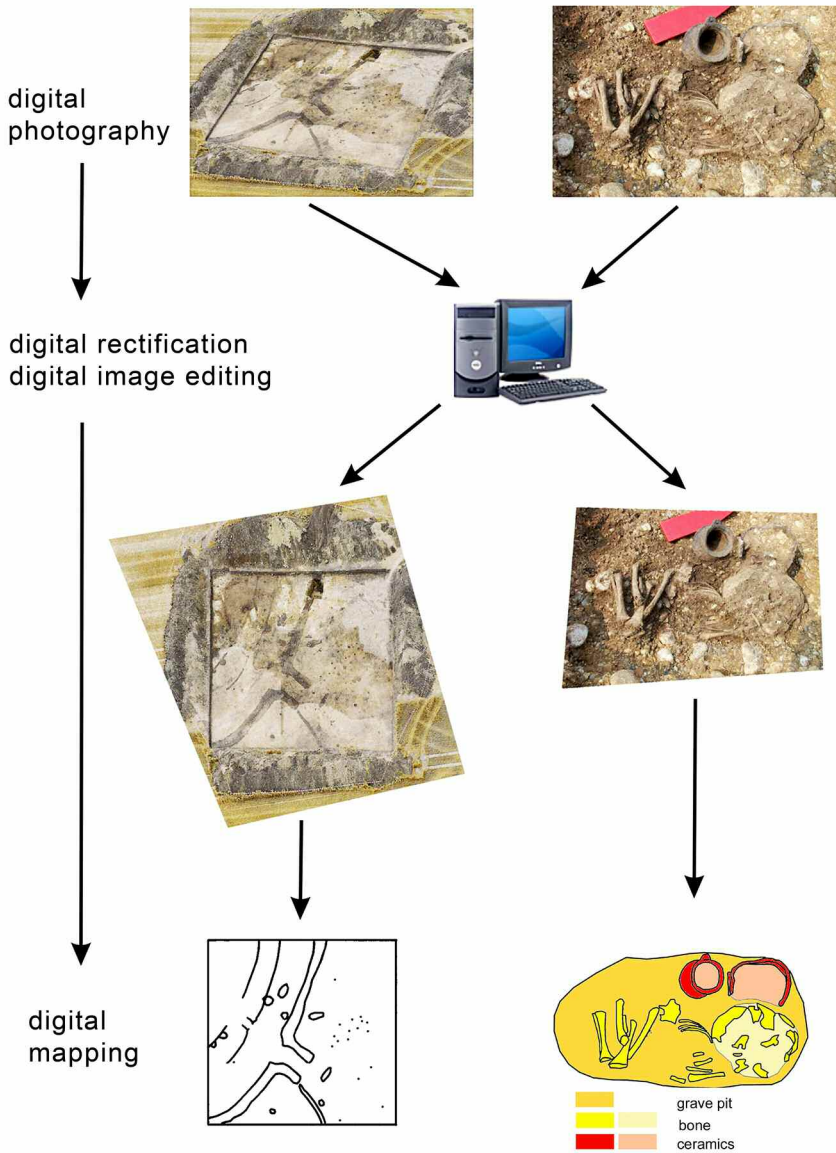 digital
photography
digital rectification
digital image editing
digital
mapping
grave pit
bone
ceramics